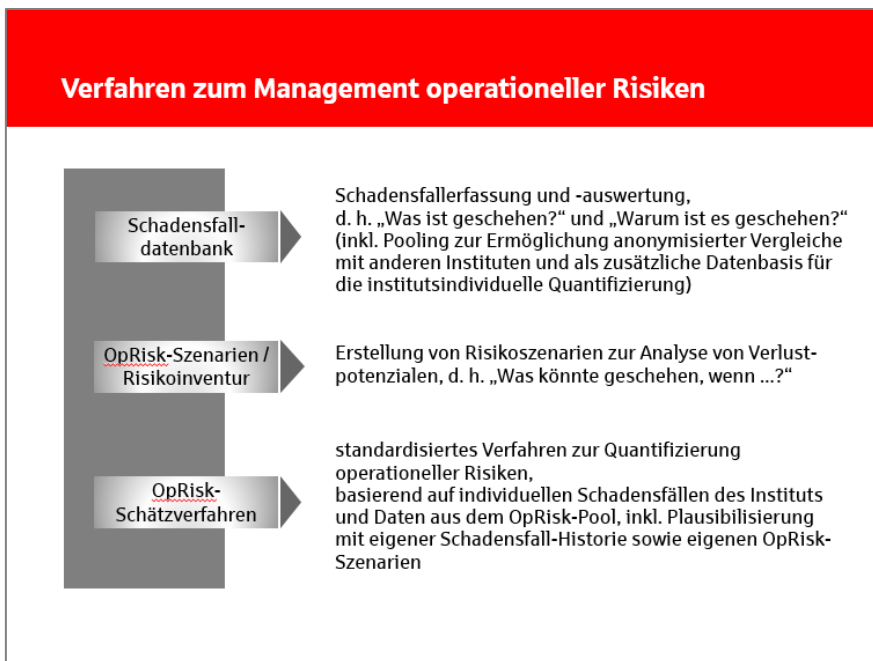 Verfahren zum Management operationeller Risiken
Schadensfall-
datenbank
Schadensfallerfassung und -auswertung,
d. h. „Was ist geschehen?“ und „Warum ist es geschehen?“
(inkl. Pooling zur Ermöglichung anonymisierter Vergleiche
mit anderen Instituten und als zusätzliche Datenbasis für
die institutsindividuelle Quantifizierung)
OpRisk-Szenarien /
Risikoinventur
Erstellung von Risikoszenarien zur Analyse von Verlust-
potenzialen, d. h. „Was könnte geschehen, wenn ...?“
OpRisk-
Schätzverfahren
standardisiertes Verfahren zur Quantifizierung
operationeller Risiken,
basierend auf individuellen Schadensfällen des Instituts
und Daten aus dem OpRisk-Pool, inkl. Plausibilisierung
mit eigener Schadensfall-Historie sowie eigenen OpRisk-
Szenarien